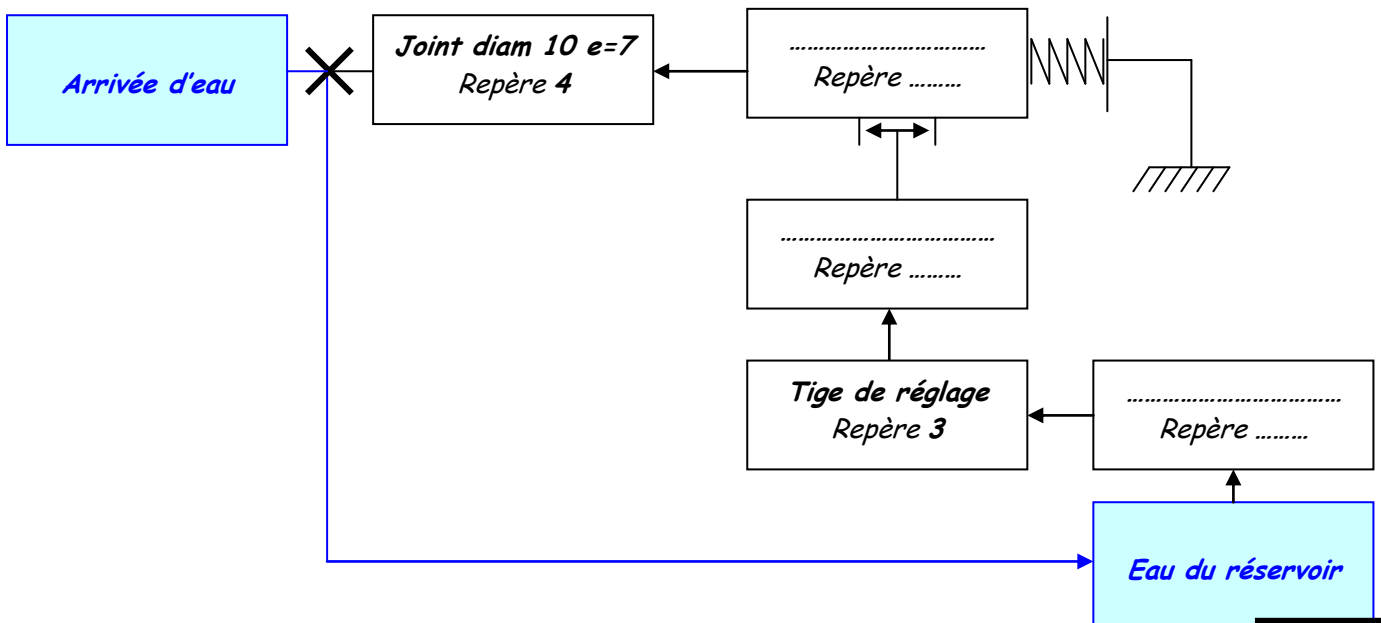 Arrivée d'eau
Joint diam 10 e=7
Repère 4
................................
Repère .........
...................................
Repère .........
Tige de réglage
Repère 3
...................................
Repère .........
Eau du réservoir